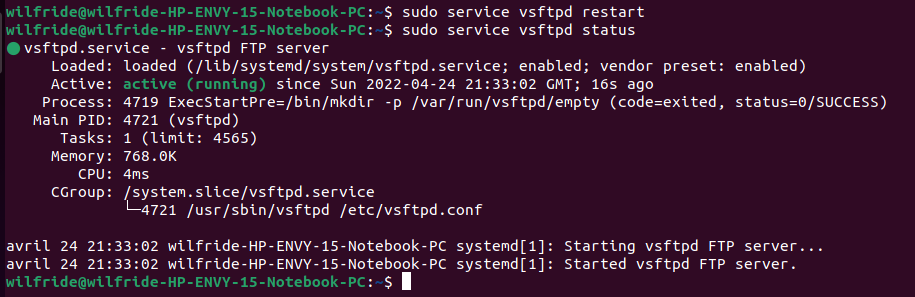 wilfride@wilfride-HP-ENVY-15-Notebook-PC:~$ sudo service vsftpd restart
wilfride@wilfride-HP-ENVY-15-Notebook-PC:~$ sudo service vsftpd status
● vsftpd.service - vsftpd FTP server
     Loaded: loaded (/lib/systemd/system/vsftpd.service; enabled; vendor preset: enabled)
     Active: active (running) since Sun 2022-04-24 21:33:02 GMT; 16s ago
    Process: 4719 ExecStartPre=/bin/mkdir -p /var/run/vsftpd/empty (code=exited, status=0/SUCCESS)
   Main PID: 4721 (vsftpd)
      Tasks: 1 (limit: 4565)
     Memory: 768.0K
        CPU: 4ms
     CGroup: /system.slice/vsftpd.service
             └─4721 /usr/sbin/vsftpd /etc/vsftpd.conf

avril 24 21:33:02 wilfride-HP-ENVY-15-Notebook-PC systemd[1]: Starting vsftpd FTP server...
avril 24 21:33:02 wilfride-HP-ENVY-15-Notebook-PC systemd[1]: Started vsftpd FTP server.
wilfride@wilfride-HP-ENVY-15-Notebook-PC:~$